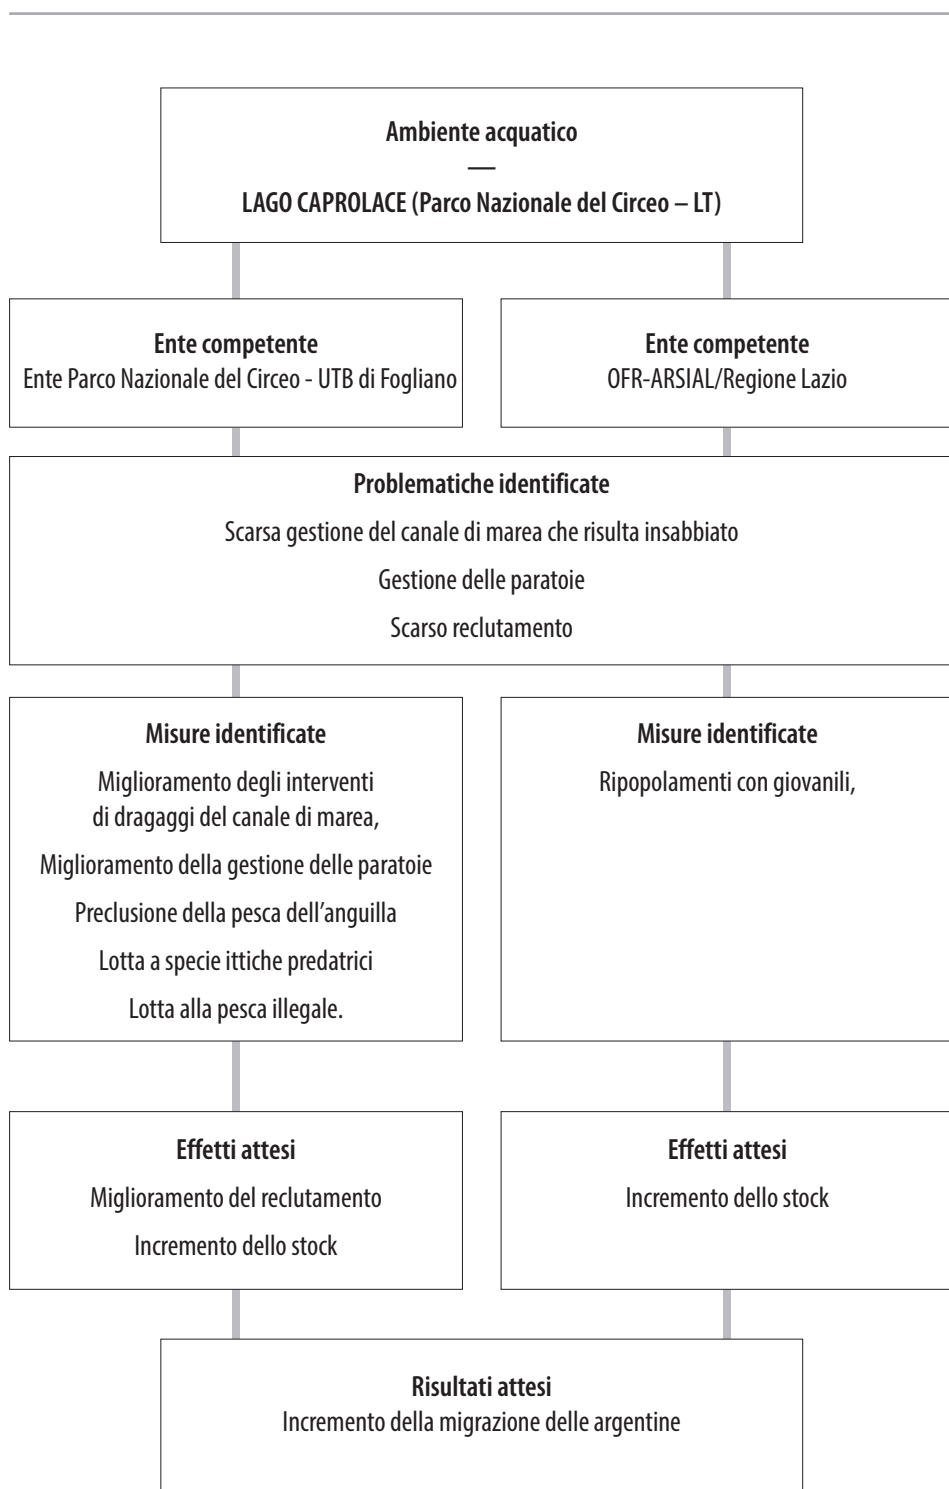 Ambiente acquatico
—
LAGO CAPROLACE (Parco Nazionale del Circeo – LT)
Ente competente
Ente Parco Nazionale del Circeo - UTB di Fogliano
Ente competente
OFR-ARSIAL/Regione Lazio
Problematiche identificate
Scarsa gestione del canale di marea che risulta insabbiato
Gestione delle paratoie
Scarso reclutamento
Misure identificate
Miglioramento degli interventi
di dragaggi del canale di marea,
Miglioramento della gestione delle paratoie
Preclusione della pesca dell’anguilla
Lotta a specie ittiche predatrici
Lotta alla pesca illegale.
Misure identificate
Ripopolamenti con giovanili,
Effetti attesi
Miglioramento del reclutamento
Incremento dello stock
Effetti attesi
Incremento dello stock
Risultati attesi
Incremento della migrazione delle argentine